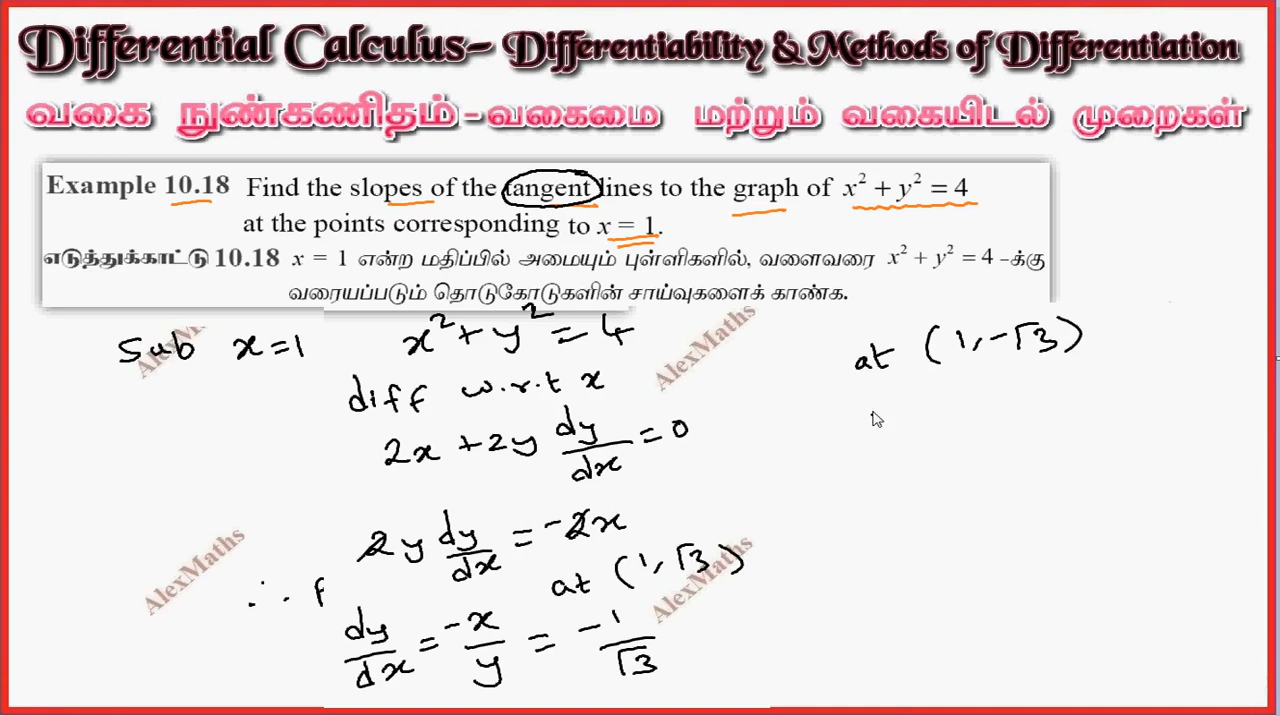 Differential Calculus- Differentiability & Methods of Differentiation
வகை நுண்கணிதம் - வகைமை மற்றும் வகையிடல் முறைகள்
Example 10.18 Find the slopes of the tangent lines to the graph of x² + y² = 4
at the points corresponding to x = 1.
எடுத்துக்காட்டு 10.18 x = 1 என்ற மதிப்பில் அமையும் புள்ளிகளில், வளைவரை x² + y² = 4 -க்கு
வரையப்படும் தொடுகோடுகளின் சாய்வுகளைக் காண்க.
Sub x=1
x² + y² = 4
diff w.r.t x
2x + 2y dy/dx = 0
2y dy/dx = -2x
∴ P
at (1, √3)
dy/dx = -x/y = -1/√3
at (1, -√3)
AlexMaths
AlexMaths
AlexMaths
AlexMaths